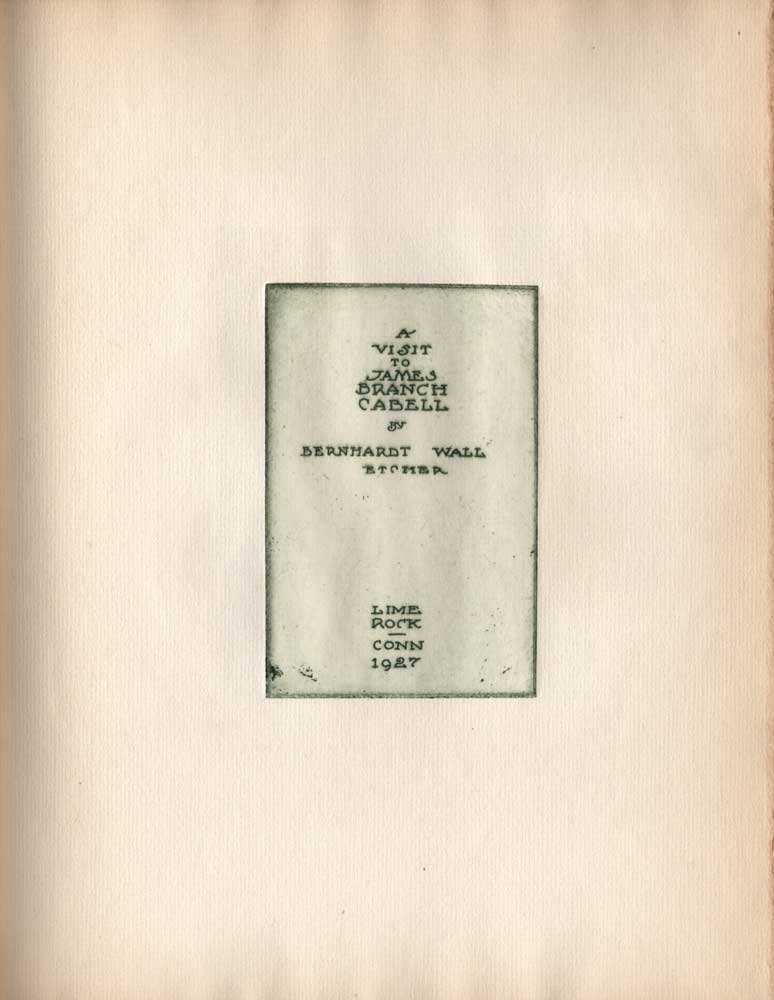 A
VISIT
TO
JAMES
BRANCH
CABELL
BY
BERNHARDT WALL
ETCHER
LIME
ROCK
—
CONN
1927